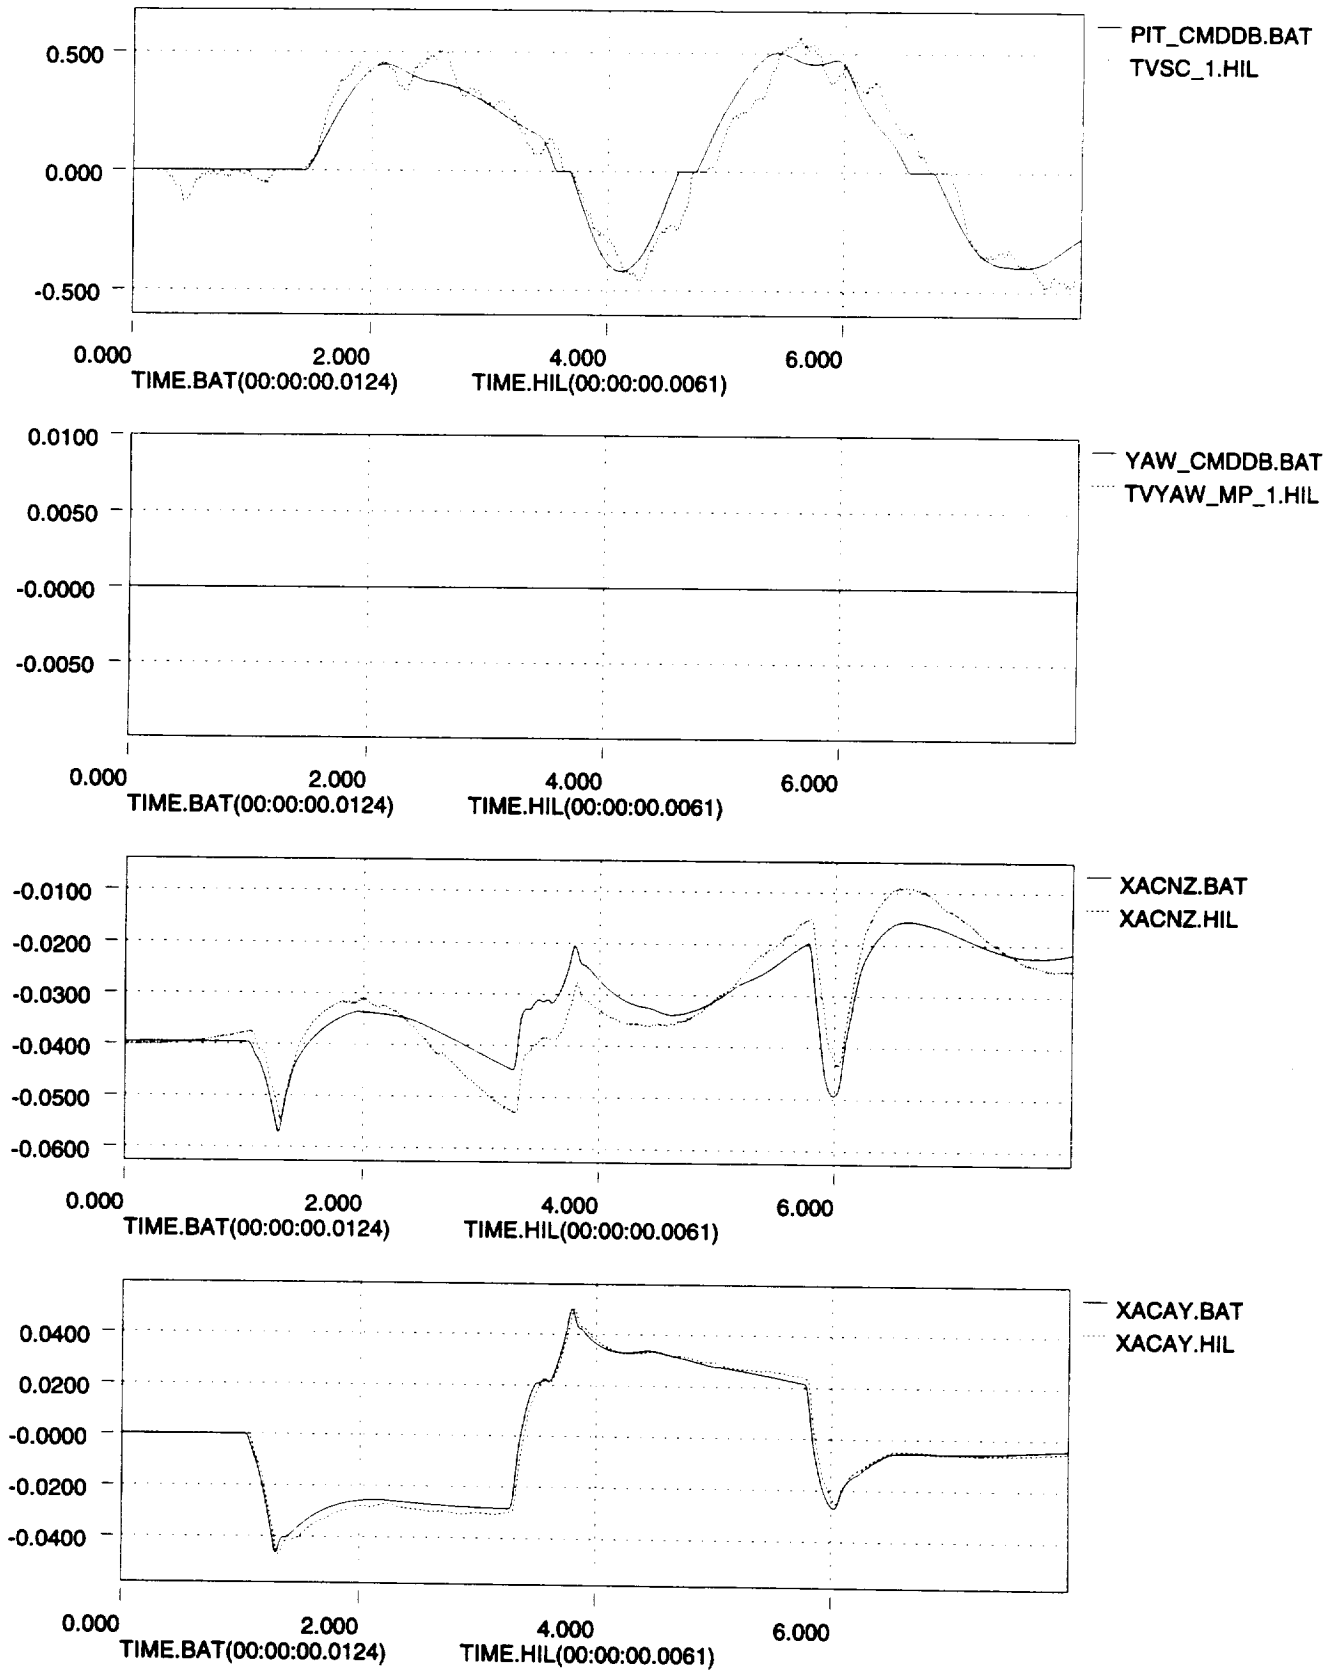 0.500
0.000
-0.500
PIT_CMDDB.BAT
TVSC_1.HIL
0.000 2.000 4.000 6.000
TIME.BAT(00:00:00.0124) TIME.HIL(00:00:00.0061)
0.0100
0.0050
-0.0000
-0.0050
YAW_CMDDB.BAT
TVYAW_MP_1.HIL
0.000 2.000 4.000 6.000
TIME.BAT(00:00:00.0124) TIME.HIL(00:00:00.0061)
-0.0100
-0.0200
-0.0300
-0.0400
-0.0500
-0.0600
XACNZ.BAT
XACNZ.HIL
0.000 2.000 4.000 6.000
TIME.BAT(00:00:00.0124) TIME.HIL(00:00:00.0061)
0.0400
0.0200
-0.0000
-0.0200
-0.0400
XACAY.BAT
XACAY.HIL
0.000 2.000 4.000 6.000
TIME.BAT(00:00:00.0124) TIME.HIL(00:00:00.0061)